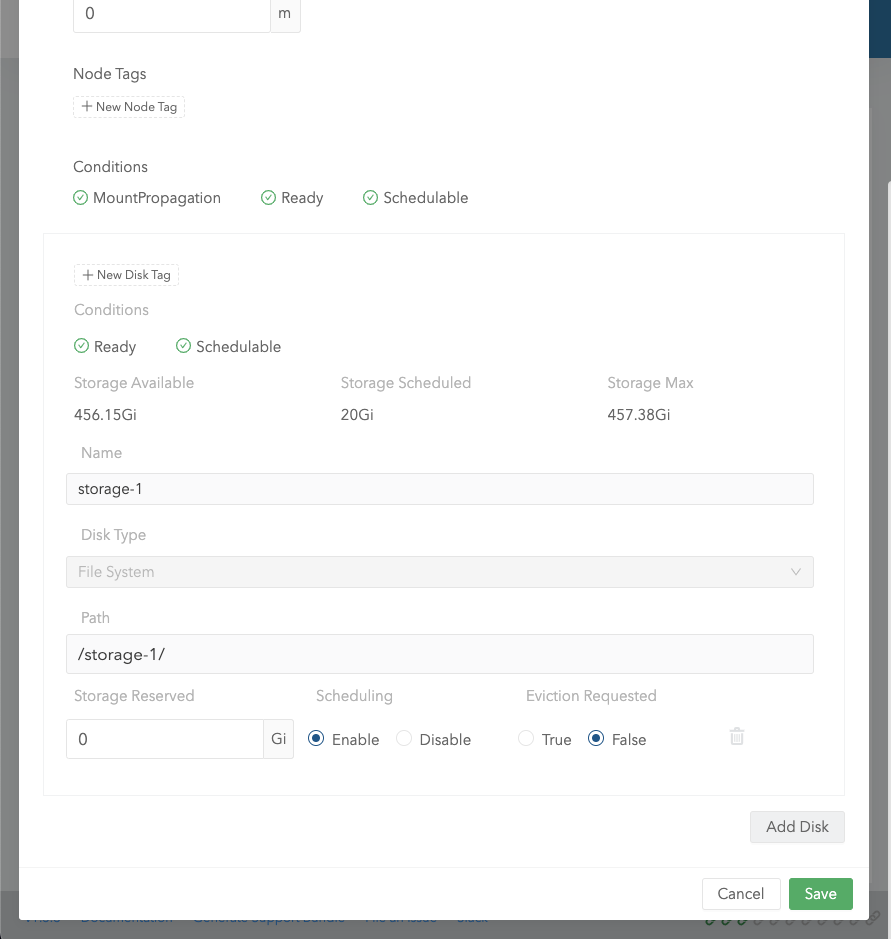 0 m
Node Tags
New Node Tag
Conditions
MountPropagation Ready Schedulable
New Disk Tag
Conditions
Ready Schedulable
Storage Available Storage Scheduled Storage Max
456.15Gi 20Gi 457.38Gi
Name
storage-1
Disk Type
File System
Path
/storage-1/
Storage Reserved Scheduling Eviction Requested
0 Gi Enable Disable True False
Add Disk
Cancel Save